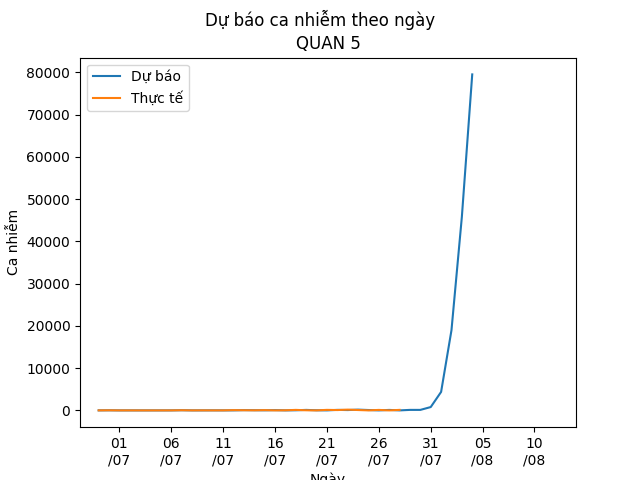 Dự báo ca nhiễm theo ngày
QUAN 5
Dự báo
Thực tế
Ca nhiễm
80000
70000
60000
50000
40000
30000
20000
10000
0
01 06 11 16 21 26 31 05 10
/07 /07 /07 /07 /07 /07 /07 /08 /08
Ngày